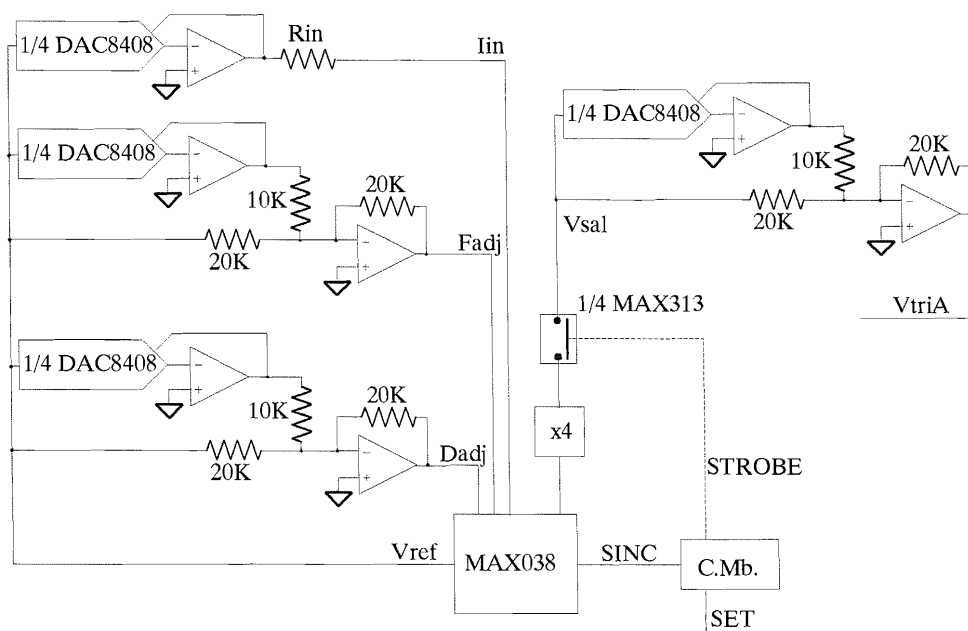 1/4 DAC8408
Rin
Iin
1/4 DAC8408
10K
20K
20K
Fadj
1/4 DAC8408
10K
20K
20K
Vsal
1/4 DAC8408
10K
20K
20K
Dadj
1/4 MAX313
VtriA
x4
STROBE
Vref
MAX038
SINC
C.Mb.
SET